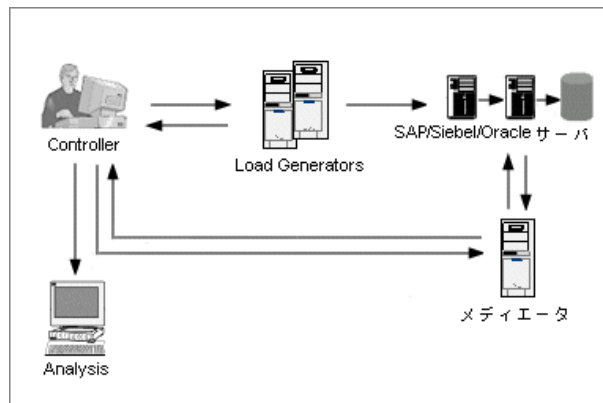 Controller
Load Generators
SAP/Siebel/Oracle サーバ
メディエータ
Analysis